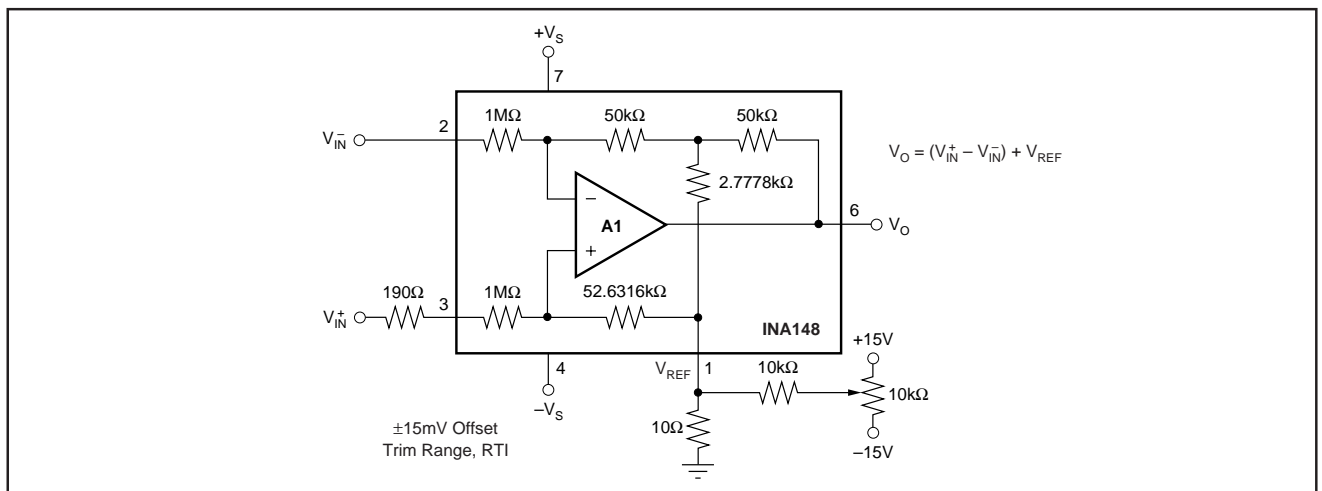 +V_S
7
1MΩ
50kΩ
50kΩ
V_IN^–
2
V_O = (V_IN^+ – V_IN^–) + V_REF
2.7778kΩ
–
A1
+
6
V_O
190Ω
3
1MΩ
52.6316kΩ
V_IN^+
INA148
+15V
4
V_REF
1
10kΩ
10kΩ
–V_S
±15mV Offset
Trim Range, RTI
10Ω
–15V